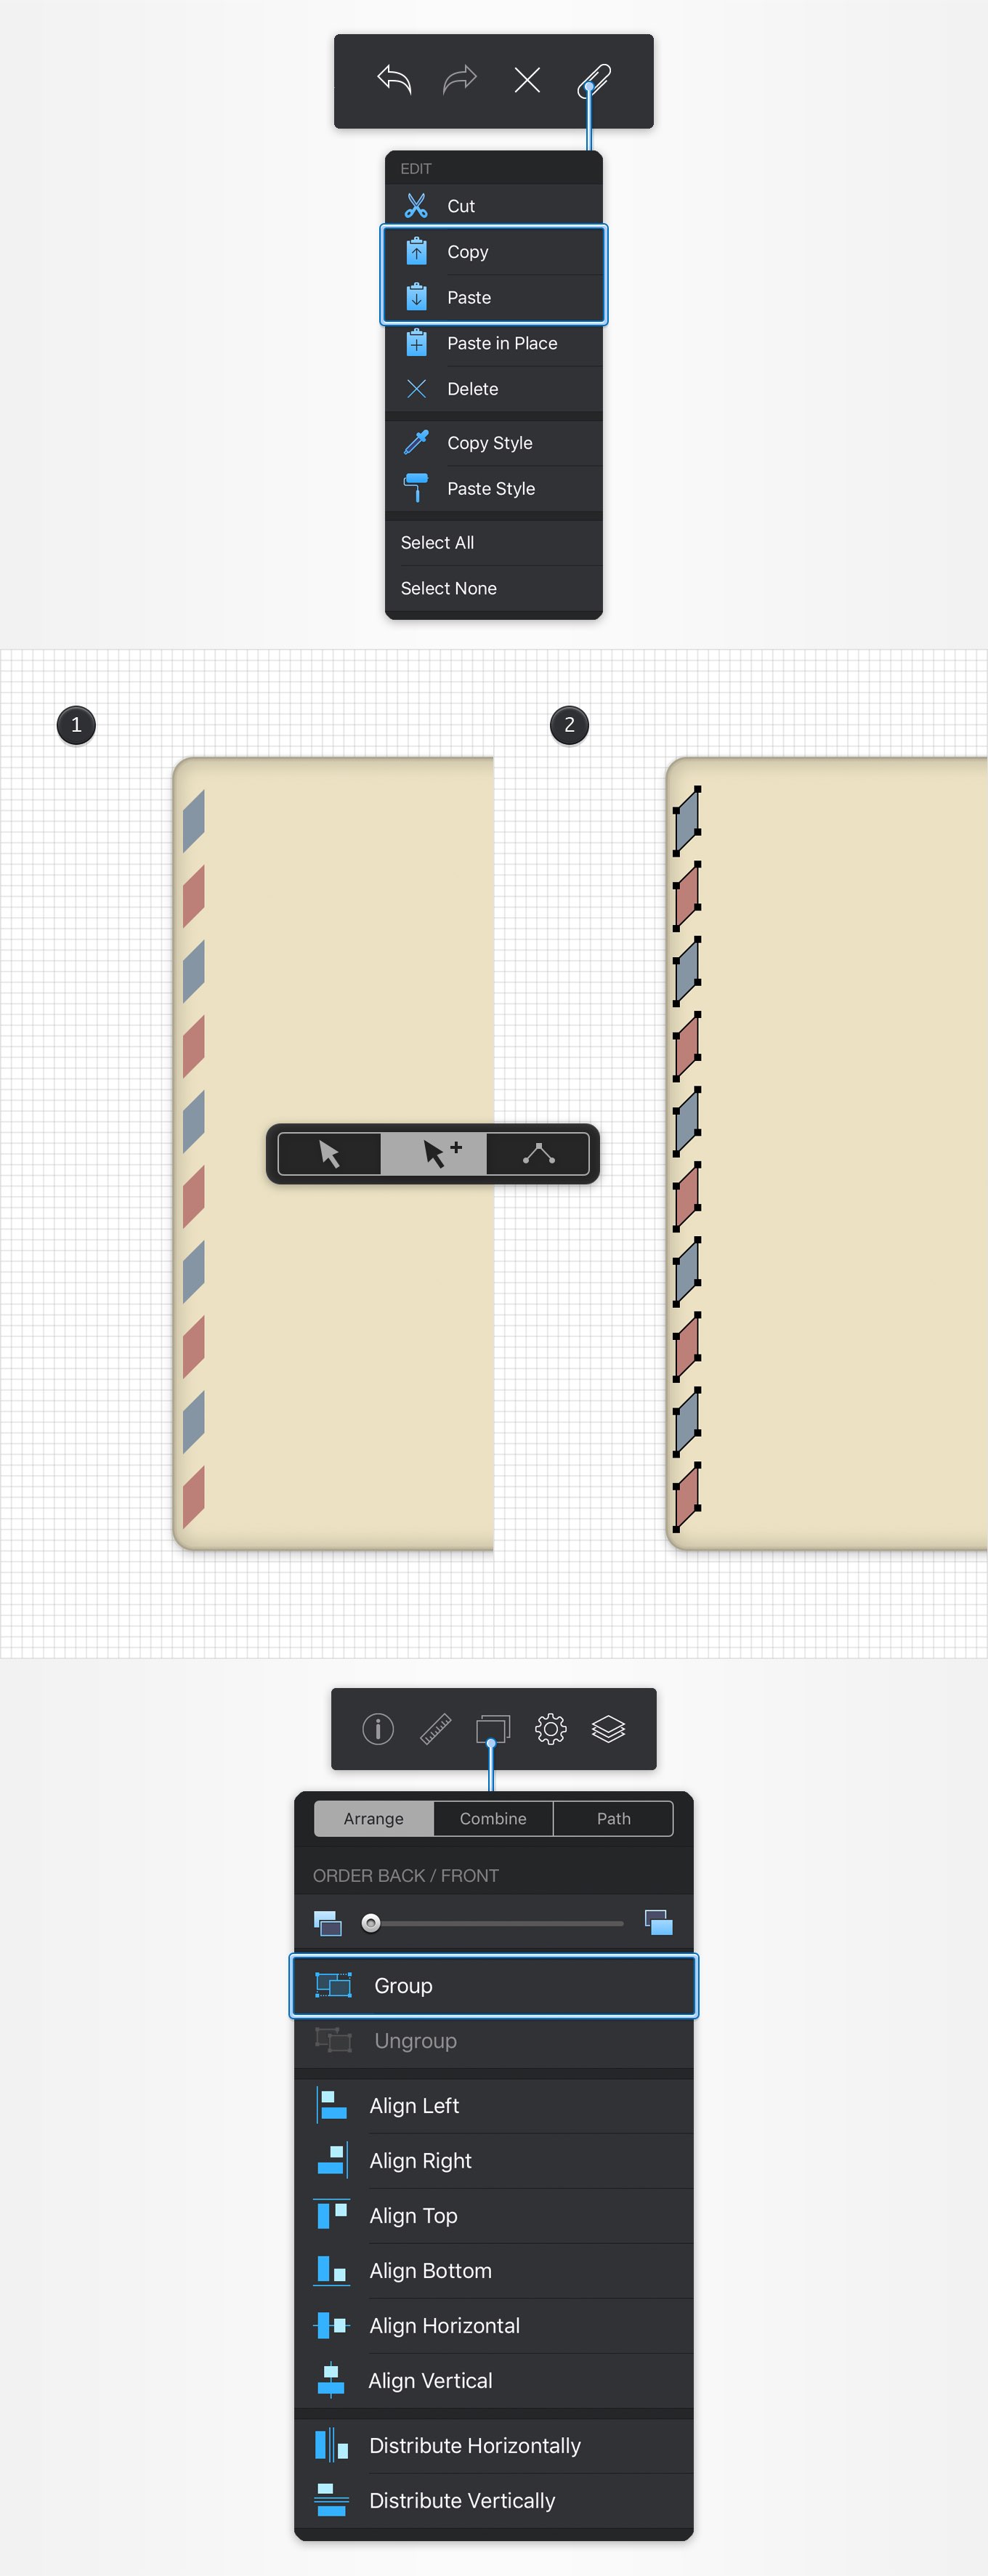 EDIT
Cut
Copy
Paste
Paste in Place
Delete
Copy Style
Paste Style
Select All
Select None
1
2
Arrange
Combine
Path
ORDER BACK / FRONT
Group
Ungroup
Align Left
Align Right
Align Top
Align Bottom
Align Horizontal
Align Vertical
Distribute Horizontally
Distribute Vertically